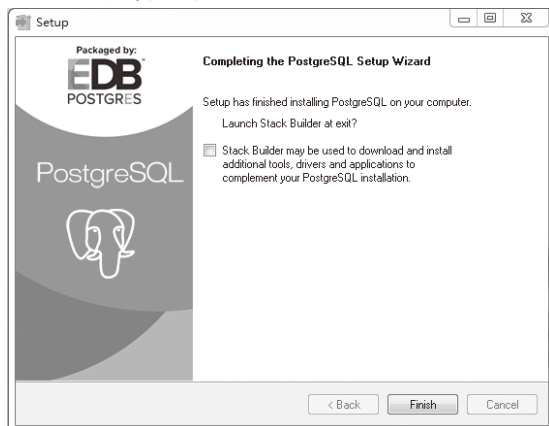 Setup
Packaged by:
EDB
POSTGRES
PostgreSQL
Completing the PostgreSQL Setup Wizard
Setup has finished installing PostgreSQL on your computer.
Launch Stack Builder at exit?
Stack Builder may be used to download and install
additional tools, drivers and applications to
complement your PostgreSQL installation.
< Back
Finish
Cancel